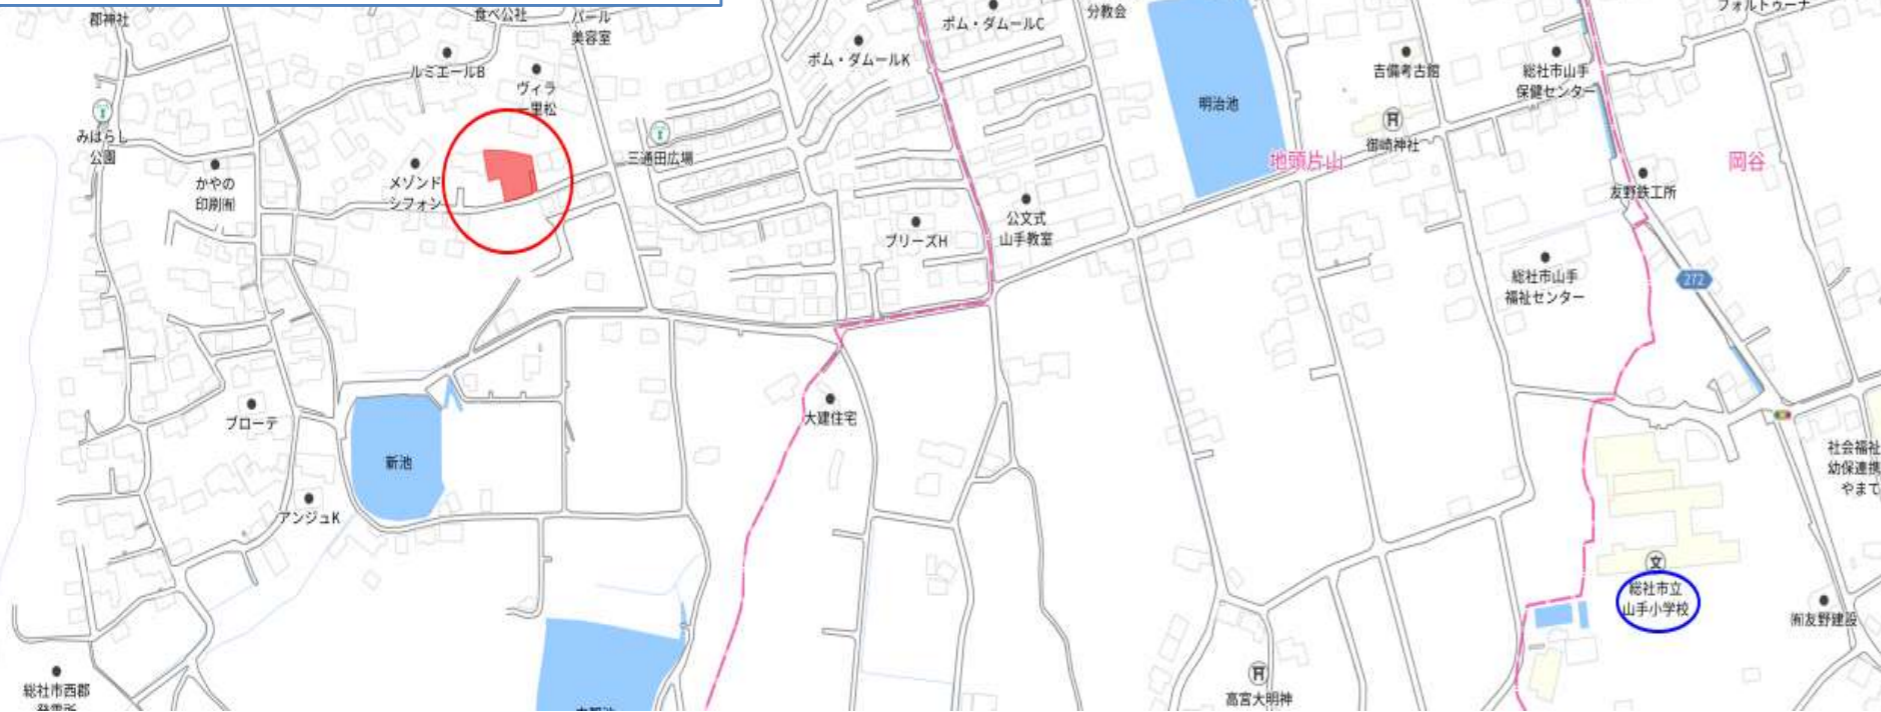 郡神社
食べ公社
パール
美容室
ボム・ダムールC
分教会
フォルトゥーナ
ルミエールB
ヴィラ
一里松
ボム・ダムールK
明治池
吉備考古館
総社市山手
保健センター
みはらし
公園
かやの
印刷㈲
メゾンド
シフォン
三通田広場
御崎神社
地頭片山
岡谷
友野鉄工所
ブリーズH
公文式
山手教室
総社市山手
福祉センター
272
ブローテ
大建住宅
新池
アンジュK
社会福祉
幼保連携
やまて
文
総社市立
山手小学校
㈲友野建設
総社市西郡
高宮大明神